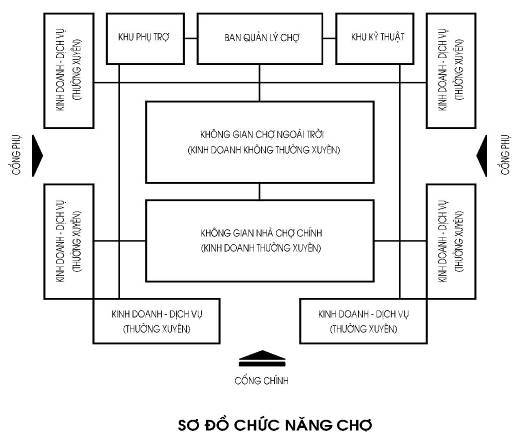 KINH DOANH - DỊCH VỤ
(THƯỜNG XUYÊN)
KHU PHỤ TRỢ
BAN QUẢN LÝ CHỢ
KHU KỸ THUẬT
KINH DOANH - DỊCH VỤ
(THƯỜNG XUYÊN)
CỔNG PHỤ
KHÔNG GIAN CHỢ NGOÀI TRỜI
(KINH DOANH KHÔNG THƯỜNG XUYÊN)
CỔNG PHỤ
KINH DOANH - DỊCH VỤ
(THƯỜNG XUYÊN)
KHÔNG GIAN NHÀ CHỢ CHÍNH
(KINH DOANH THƯỜNG XUYÊN)
KINH DOANH - DỊCH VỤ
(THƯỜNG XUYÊN)
KINH DOANH - DỊCH VỤ
(THƯỜNG XUYÊN)
KINH DOANH - DỊCH VỤ
(THƯỜNG XUYÊN)
CỔNG CHÍNH
SƠ ĐỒ CHỨC NĂNG CHỢ